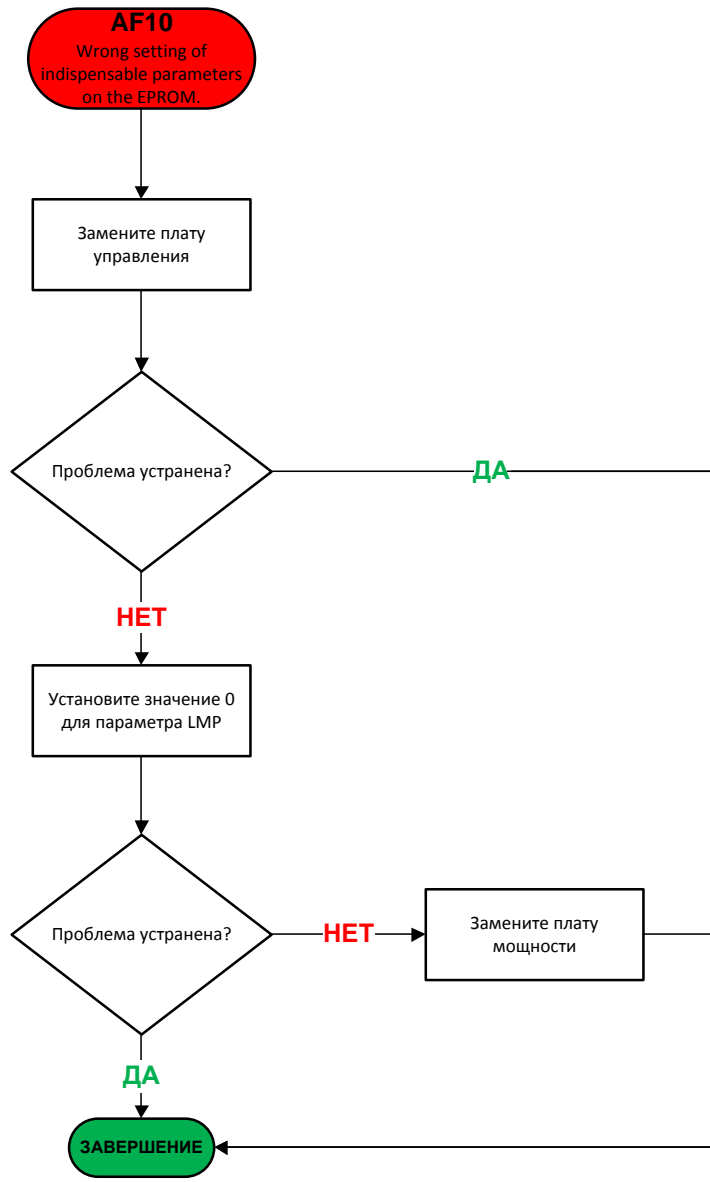 AF10
Wrong setting of
indispensable parameters
on the EPROM.
Замените плату
управления
Проблема устранена?
ДА
НЕТ
Установите значение 0
для параметра LMP
Проблема устранена?
НЕТ
Замените плату
мощности
ДА
ЗАВЕРШЕНИЕ